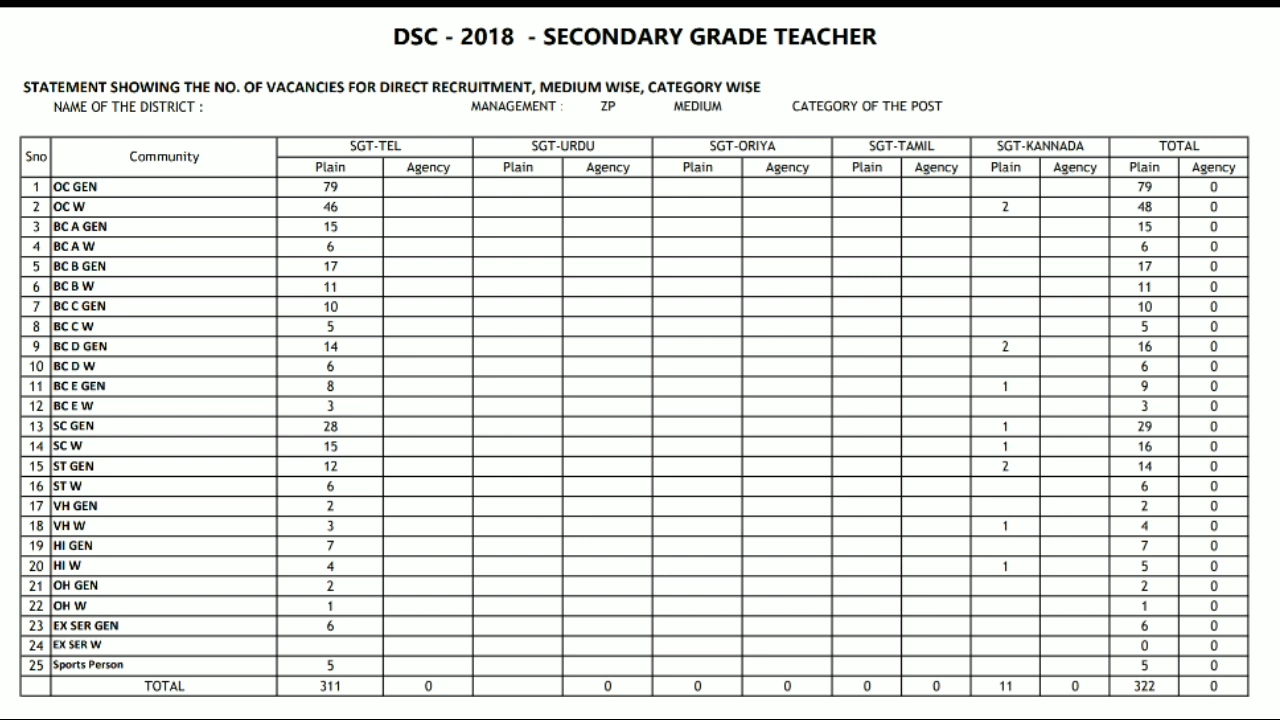 DSC - 2018 - SECONDARY GRADE TEACHER
STATEMENT SHOWING THE NO. OF VACANCIES FOR DIRECT RECRUITMENT, MEDIUM WISE, CATEGORY WISE
NAME OF THE DISTRICT : MANAGEMENT : ZP MEDIUM CATEGORY OF THE POST
Sno Community SGT-TEL SGT-URDU SGT-ORIYA SGT-TAMIL SGT-KANNADA TOTAL
Plain Agency Plain Agency Plain Agency Plain Agency Plain Agency Plain Agency
1 OC GEN 79 79 0
2 OC W 46 2 48 0
3 BC A GEN 15 15 0
4 BC A W 6 6 0
5 BC B GEN 17 17 0
6 BC B W 11 11 0
7 BC C GEN 10 10 0
8 BC C W 5 5 0
9 BC D GEN 14 2 16 0
10 BC D W 6 6 0
11 BC E GEN 8 1 9 0
12 BC E W 3 3 0
13 SC GEN 28 1 29 0
14 SC W 15 1 16 0
15 ST GEN 12 2 14 0
16 ST W 6 6 0
17 VH GEN 2 2 0
18 VH W 3 1 4 0
19 HI GEN 7 7 0
20 HI W 4 1 5 0
21 OH GEN 2 2 0
22 OH W 1 1 0
23 EX SER GEN 6 6 0
24 EX SER W 0 0
25 Sports Person 5 5 0
TOTAL 311 0 0 0 0 0 0 11 0 322 0